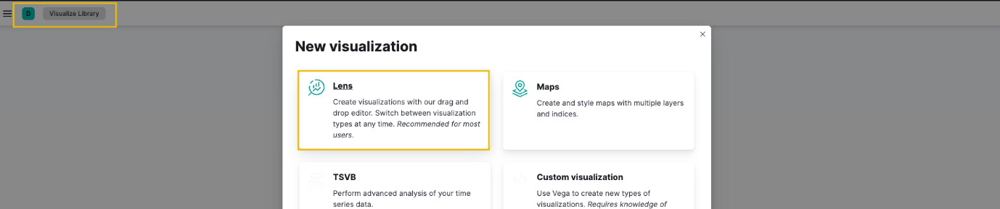 D Visualize Library
New visualization
Lens
Create visualizations with our drag and
drop editor. Switch between visualization
types at any time. Recommended for most
users.
Maps
Create and style maps with multiple layers
and indices.
TSVB
Perform advanced analysis of your time
series data.
Custom visualization
Use Vega to create new types of
visualizations. Requires knowledge of